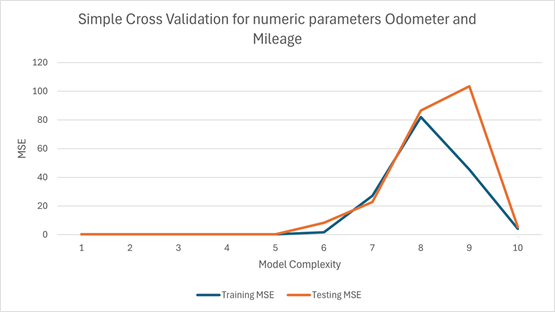 Simple Cross Validation for numeric parameters Odometer and
Mileage
120
100
80
60
40
20
0
MSE
1 2 3 4 5 6 7 8 9 10
Model Complexity
Training MSE Testing MSE